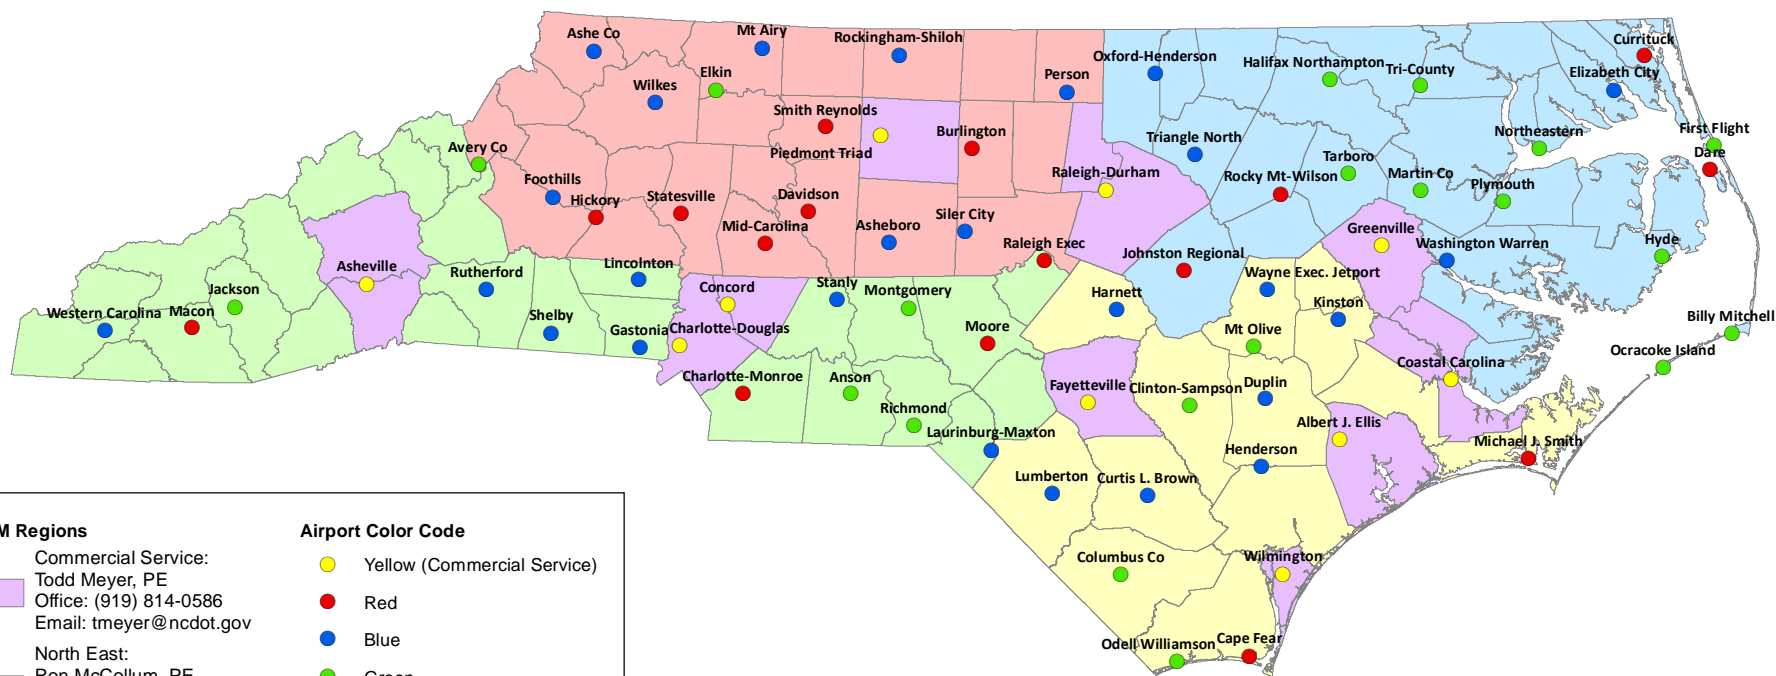 Ashe Co
Mt Airy
Rockingham-Shiloh
Currituck
Oxford-Henderson
Halifax Northampton
Tri-County
Elizabeth City
Elkin
Person
Wilkes
Smith Reynolds
Burlington
Triangle North
Northeastern
First Flight
Avery Co
Piedmont Triad
Dare
Raleigh-Durham
Tarboro
Martin Co
Rocky Mt-Wilson
Plymouth
Foothills
Hickory
Statesville
Davidson
Mid-Carolina
Asheboro
Siler City
Greenville
Washington Warren
Hyde
Raleigh Exec
Johnston Regional
Asheville
Rutherford
Lincolnton
Wayne Exec. Jetport
Jackson
Concord
Stanly
Montgomery
Harnett
Kinston
Western Carolina
Macon
Shelby
Gastonia
Charlotte-Douglas
Moore
Mt Olive
Billy Mitchell
Ocracoke Island
Coastal Carolina
Charlotte-Monroe
Anson
Fayetteville
Clinton-Sampson
Duplin
Richmond
Albert J. Ellis
Laurinburg-Maxton
Michael J. Smith
Henderson
Lumberton
Curtis L. Brown
Columbus Co
Wilmington
Odell Williamson
Cape Fear
M Regions
Commercial Service:
Todd Meyer, PE
Office: (919) 814-0586
Email: tmeyer@ncdot.gov
North East:
Ron McCollum, PE
Airport Color Code
Yellow (Commercial Service)
Red
Blue
Green